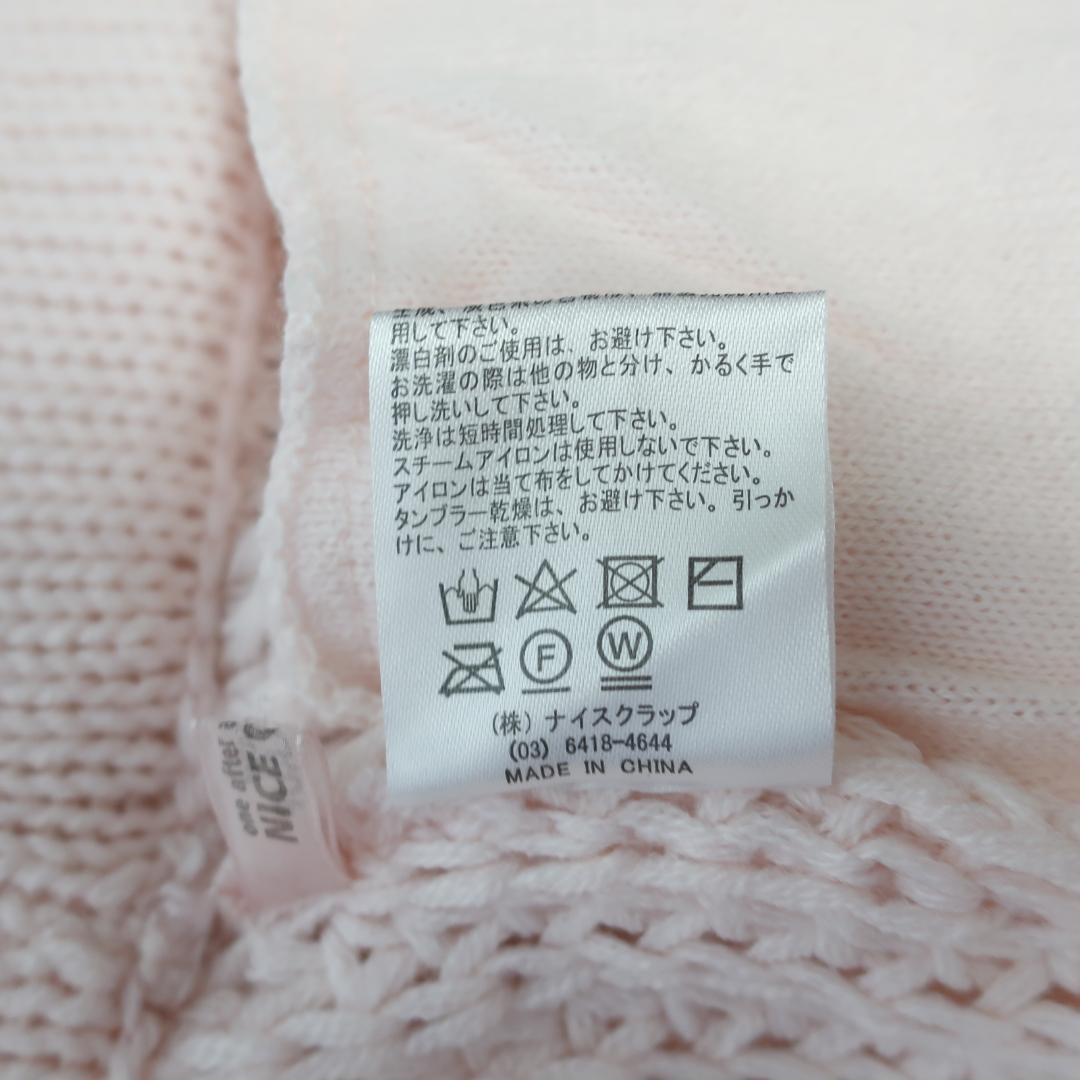 用して下さい。
漂白剤のご使用は、お避け下さい。
お洗濯の際は他の物と分け、かるく手で
押し洗いして下さい。
洗浄は短時間処理して下さい。
スチームアイロンは使用しないで下さい。
アイロンは当て布をしてかけてください。
タンブラー乾燥は、お避け下さい。引っか
けに、ご注意下さい。
F W
(株) ナイスクラップ
(03) 6418-4644
MADE IN CHINA
one after
NICE